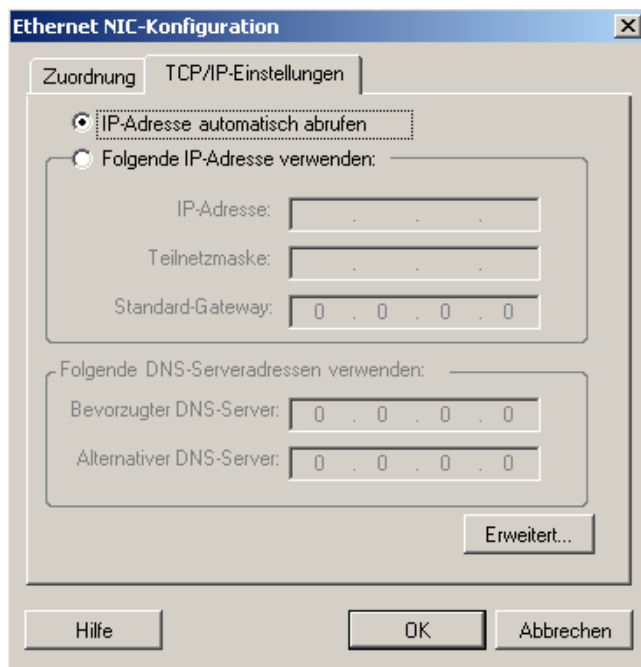 Ethernet NIC-Konfiguration
Zuordnung TCP/IP-Einstellungen
IP-Adresse automatisch abrufen
Folgende IP-Adresse verwenden:
IP-Adresse: . . .
Teilnetzmaske: . . .
Standard-Gateway: 0 . 0 . 0 . 0
Folgende DNS-Serveradressen verwenden:
Bevorzugter DNS-Server: 0 . 0 . 0 . 0
Alternativer DNS-Server: 0 . 0 . 0 . 0
Erweitert...
Hilfe OK Abbrechen